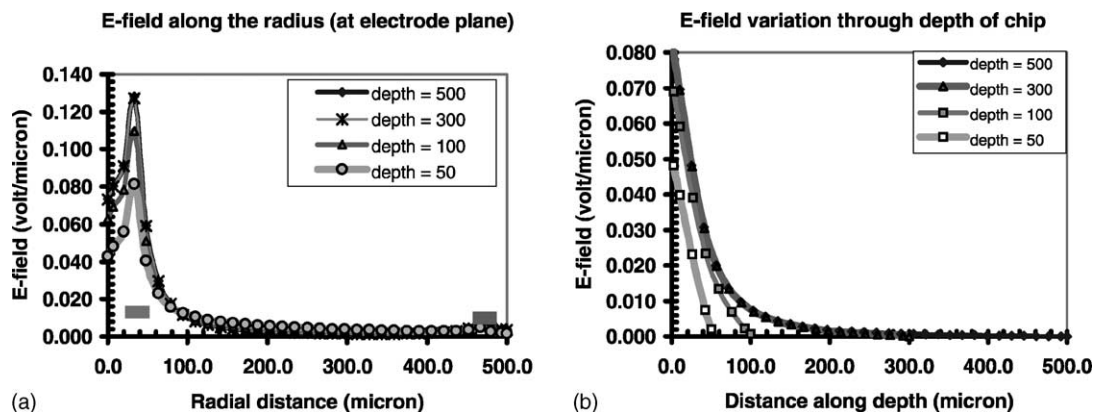 E-field along the radius (at electrode plane)
0.140
0.120
0.100
0.080
0.060
0.040
0.020
0.000
E-field (volt/micron)
depth = 500
depth = 300
depth = 100
depth = 50
0.0 100.0 200.0 300.0 400.0 500.0
Radial distance (micron)
(a)
E-field variation through depth of chip
0.080
0.070
0.060
0.050
0.040
0.030
0.020
0.010
0.000
E-field (volt/micron)
depth = 500
depth = 300
depth = 100
depth = 50
0.0 100.0 200.0 300.0 400.0 500.0
Distance along depth (micron)
(b)